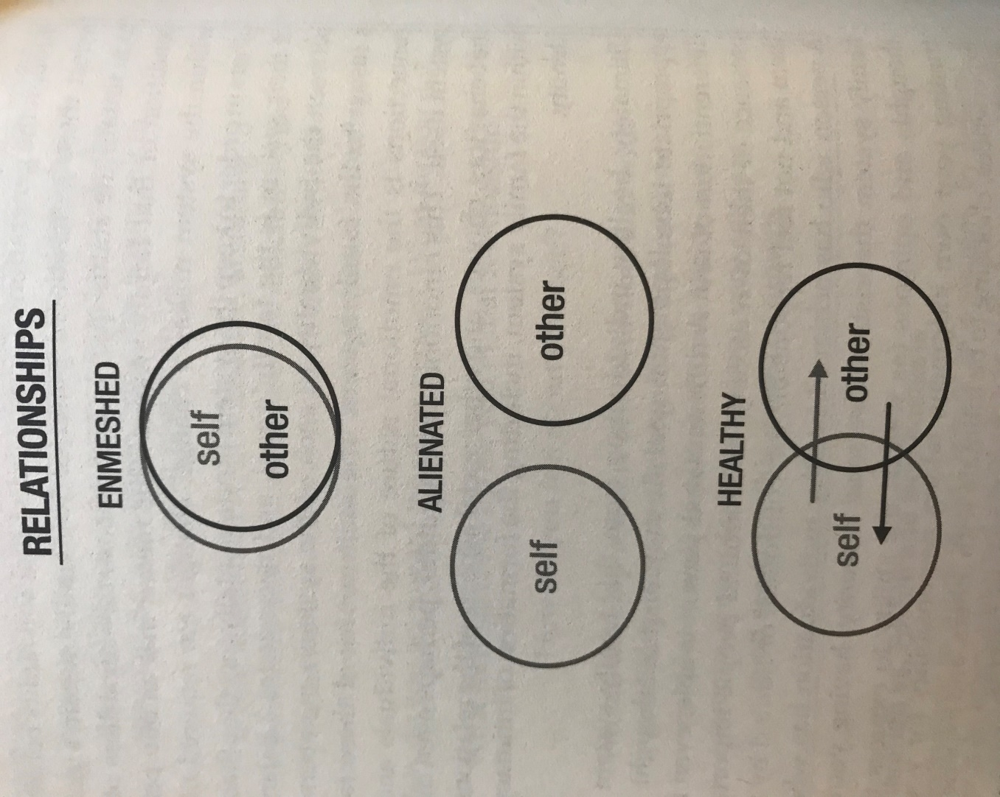 RELATIONSHIPS
ENMESHED
self
other
ALIENATED
self
other
HEALTHY
self
other